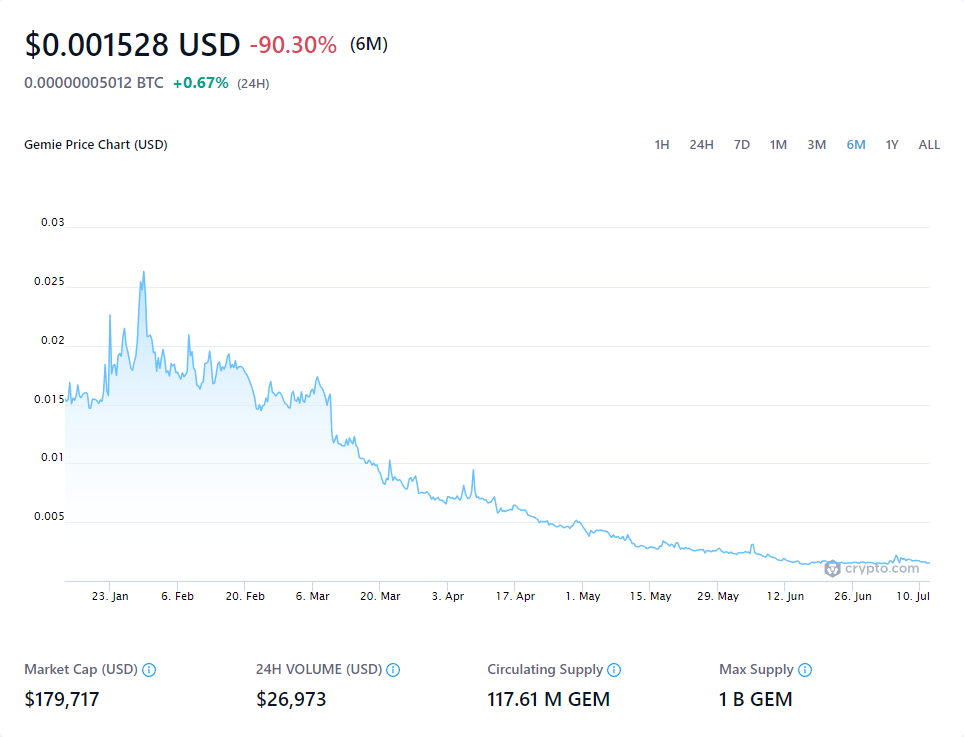 $0.001528 USD -90.30% (6M)
0.00000005012 BTC +0.67% (24H)
Gemie Price Chart (USD) 1H 24H 7D 1M 3M 6M 1Y ALL
0.03
0.025
0.02
0.015
0.01
0.005
crypto.com
23. Jan 6. Feb 20. Feb 6. Mar 20. Mar 3. Apr 17. Apr 1. May 15. May 29. May 12. Jun 26. Jun 10. Jul
Market Cap (USD) 24H VOLUME (USD) Circulating Supply Max Supply
$179,717 $26,973 117.61 M GEM 1 B GEM